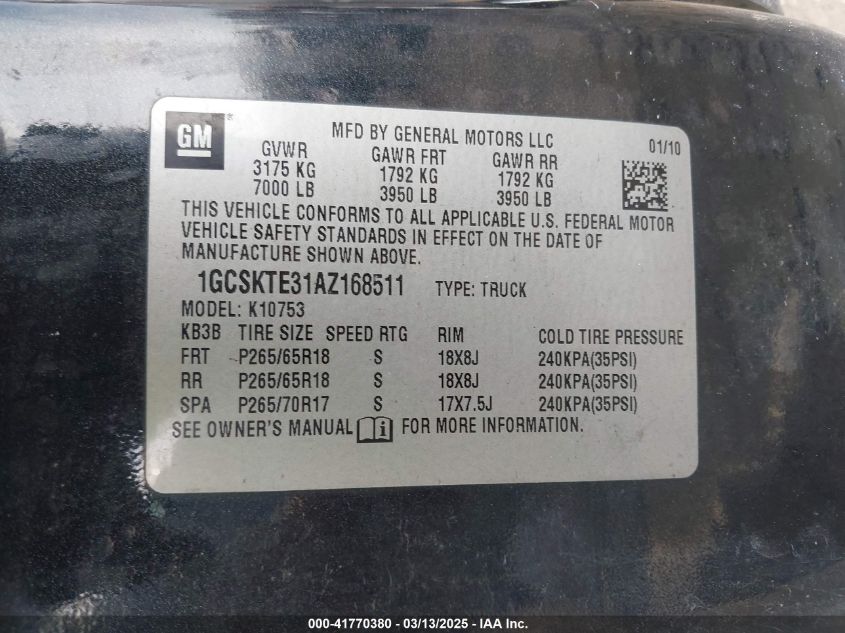 GM
MFD BY GENERAL MOTORS LLC 01/10
GVWR GAWR FRT GAWR RR
3175 KG 1792 KG 1792 KG
7000 LB 3950 LB 3950 LB
THIS VEHICLE CONFORMS TO ALL APPLICABLE U.S. FEDERAL MOTOR
VEHICLE SAFETY STANDARDS IN EFFECT ON THE DATE OF
MANUFACTURE SHOWN ABOVE.
1GCSKTE31AZ168511 TYPE: TRUCK
MODEL: K10753
KB3B TIRE SIZE SPEED RTG RIM COLD TIRE PRESSURE
FRT P265/65R18 S 18X8J 240KPA(35PSI)
RR P265/65R18 S 18X8J 240KPA(35PSI)
SPA P265/70R17 S 17X7.5J 240KPA(35PSI)
SEE OWNER'S MANUAL i FOR MORE INFORMATION.
000-41770380 - 03/13/2025 - IAA Inc.